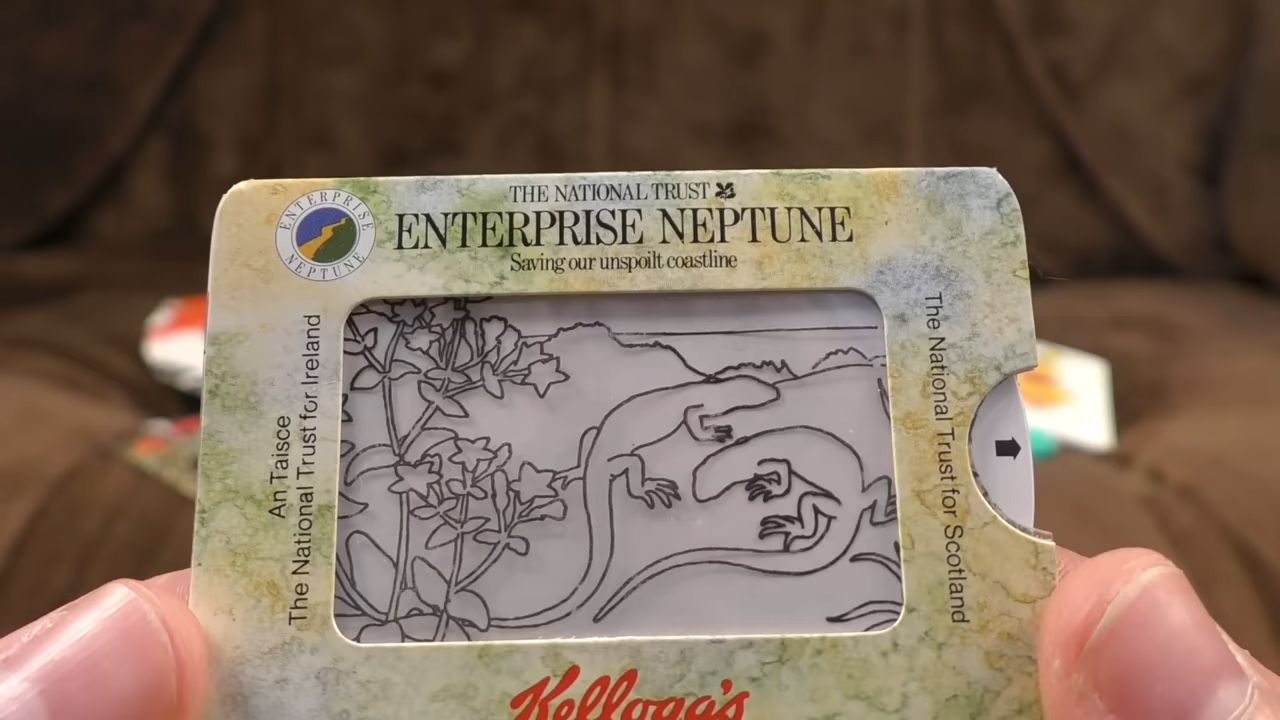 THE NATIONAL TRUST
ENTERPRISE NEPTUNE
Saving our unspoilt coastline
ENTERPRISE
NEPTUNE
An Taisce
The National Trust for Ireland
The National Trust for Scotland
Kellogg's